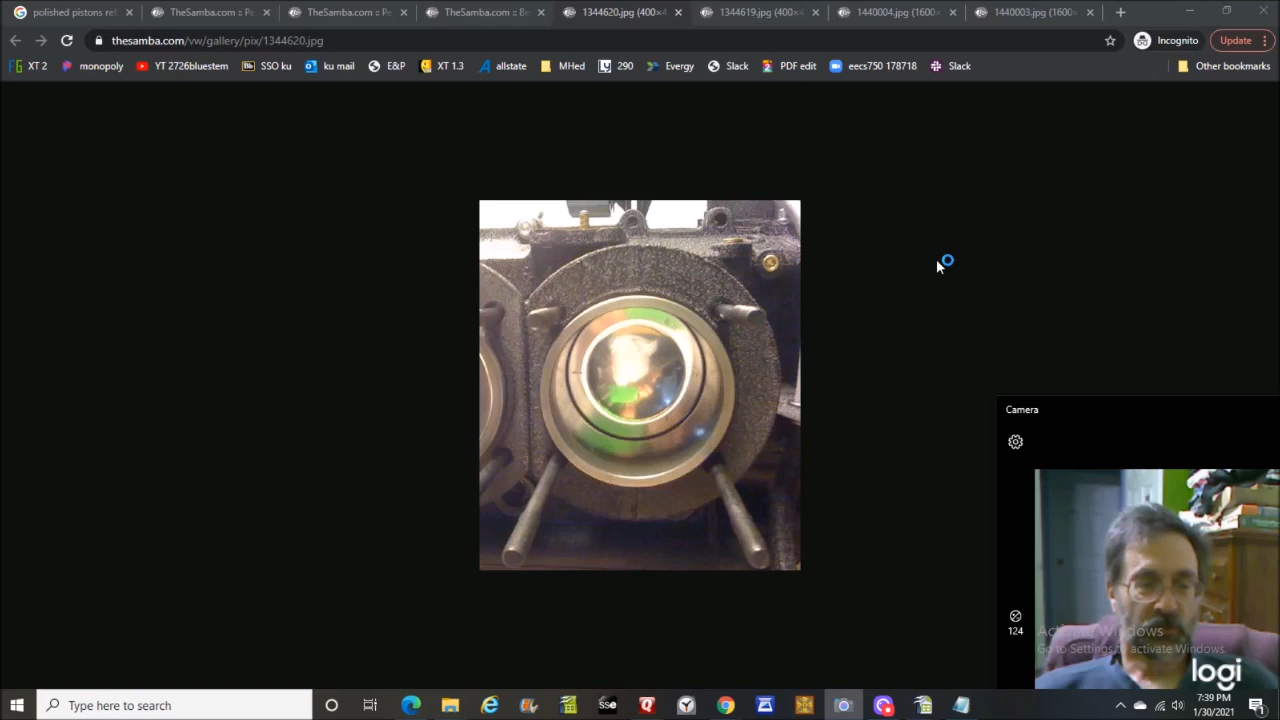 polished pistons rel
TheSamba.com :: Pe
TheSamba.com :: Pe
TheSamba.com :: Be
1344620.jpg (400×4
1344619.jpg (400×4
1440004.jpg (1600×
1440003.jpg (1600×
thesamba.com/vw/gallery/pix/1344620.jpg
Incognito
Update
XT 2
monopoly
YT 2726bluestem
SSO ku
ku mail
E&P
XT 1.3
allstate
MHed
290
Evergy
Slack
PDF edit
eecs750 178718
Slack
Other bookmarks
Camera
124
Activate Windows
Go to Settings to activate Windows.
logi
Type here to search
sse
7:39 PM
1/30/2021